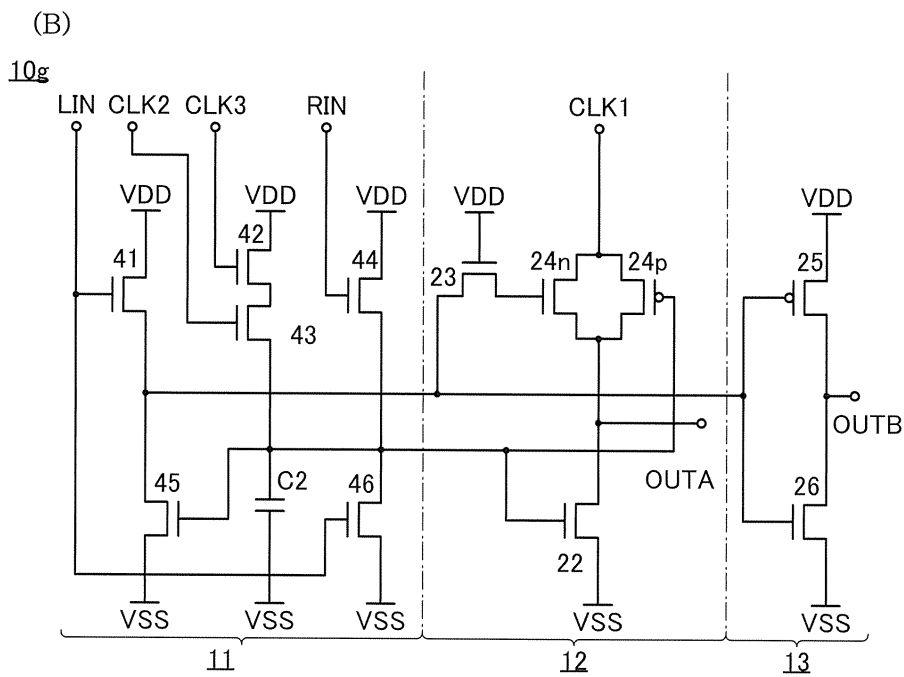 (B)
10g
LIN CLK2 CLK3 RIN CLK1
VDD VDD VDD VDD VDD
41 42 44 23 24n 24p 25
43
OUTB
45 C2 46 OUTA 26
22
VSS VSS VSS VSS VSS
11 12 13